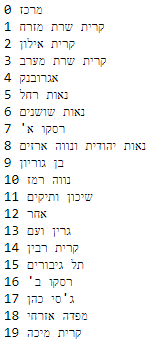 0 מרכז
1 קרית שרת מזרח
2 קרית אילון
3 קרית שרת מערב
4 אגרובנק
5 נאות רחל
6 נאות שושנים
7 רסקו א'
8 נאות יהודית ונווה ארזים
9 בן גוריון
10 נווה רמז
11 שיכון ותיקים
12 אחר
13 גרין ועם
14 קרית רבין
15 תל גיבורים
16 רסקו ב'
17 ג'סי כהן
18 מפדה אזרחי
19 קרית מיכה